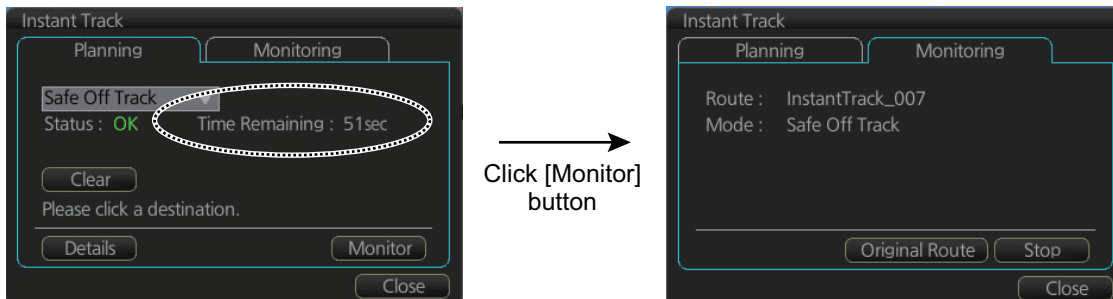 Instant Track
Planning
Monitoring
Safe Off Track
Status : OK
Time Remaining : 51sec
Clear
Please click a destination.
Details
Monitor
Close
Click [Monitor]
button
Instant Track
Planning
Monitoring
Route : InstantTrack_007
Mode : Safe Off Track
Original Route
Stop
Close